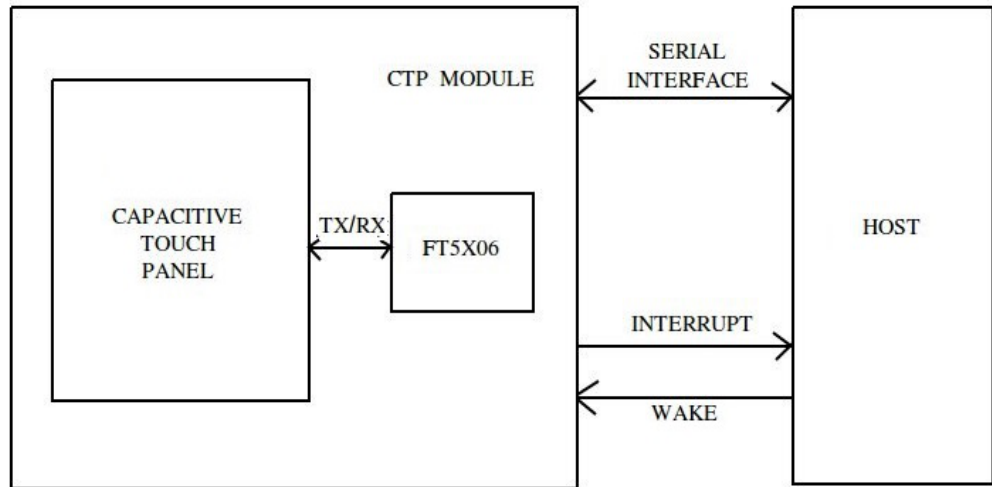 CTP MODULE
SERIAL
INTERFACE
CAPACITIVE
TOUCH
PANEL
TX/RX
FT5X06
HOST
INTERRUPT
WAKE